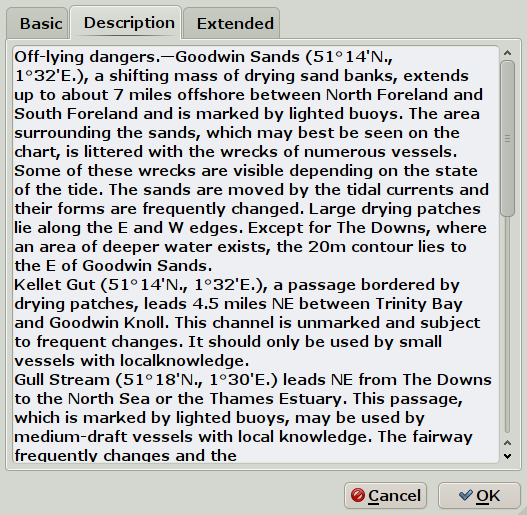 Basic Description Extended
Off-lying dangers.—Goodwin Sands (51°14'N.,
1°32'E.), a shifting mass of drying sand banks, extends
up to about 7 miles offshore between North Foreland and
South Foreland and is marked by lighted buoys. The area
surrounding the sands, which may best be seen on the
chart, is littered with the wrecks of numerous vessels.
Some of these wrecks are visible depending on the state
of the tide. The sands are moved by the tidal currents and
their forms are frequently changed. Large drying patches
lie along the E and W edges. Except for The Downs, where
an area of deeper water exists, the 20m contour lies to
the E of Goodwin Sands.
Kellet Gut (51°14'N., 1°32'E.), a passage bordered by
drying patches, leads 4.5 miles NE between Trinity Bay
and Goodwin Knoll. This channel is unmarked and subject
to frequent changes. It should only be used by small
vessels with localknowledge.
Gull Stream (51°18'N., 1°30'E.) leads NE from The Downs
to the North Sea or the Thames Estuary. This passage,
which is marked by lighted buoys, may be used by
medium-draft vessels with local knowledge. The fairway
frequently changes and the
Cancel OK